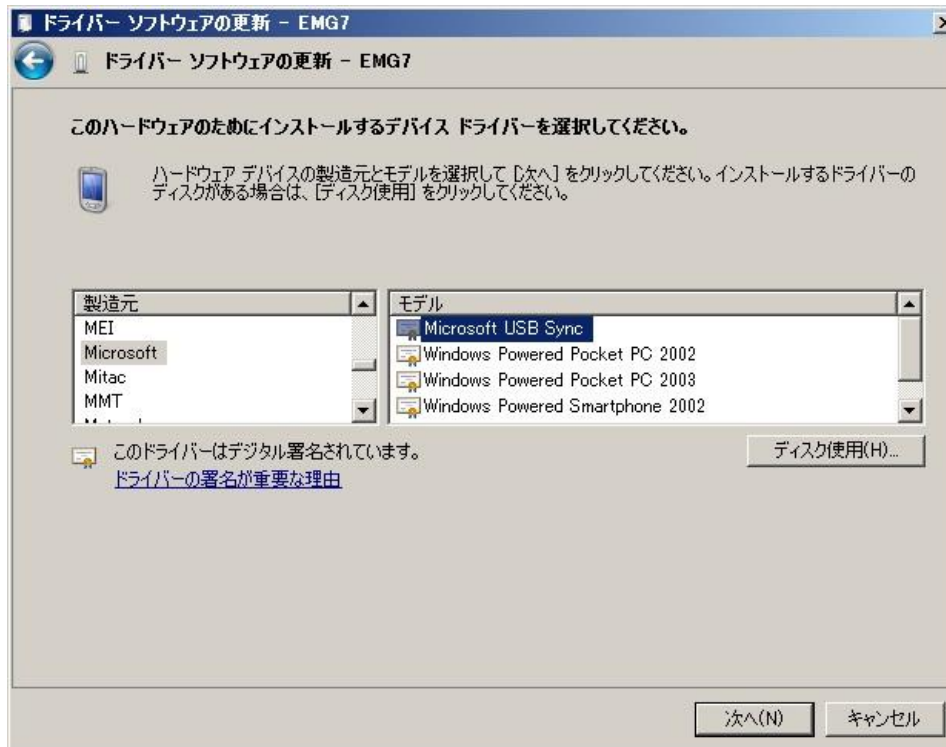 ドライバー ソフトウェアの更新 - EMG7
ドライバー ソフトウェアの更新 - EMG7
このハードウェアのためにインストールするデバイス ドライバーを選択してください。
ハードウェア デバイスの製造元とモデルを選択して [次へ] をクリックしてください。インストールするドライバーの
ディスクがある場合は、[ディスク使用] をクリックしてください。
製造元
MEI
Microsoft
Mitac
MMT
モデル
Microsoft USB Sync
Windows Powered Pocket PC 2002
Windows Powered Pocket PC 2003
Windows Powered Smartphone 2002
このドライバーはデジタル署名されています。
ドライバーの署名が重要な理由
ディスク使用(H)...
次へ(N)
キャンセル